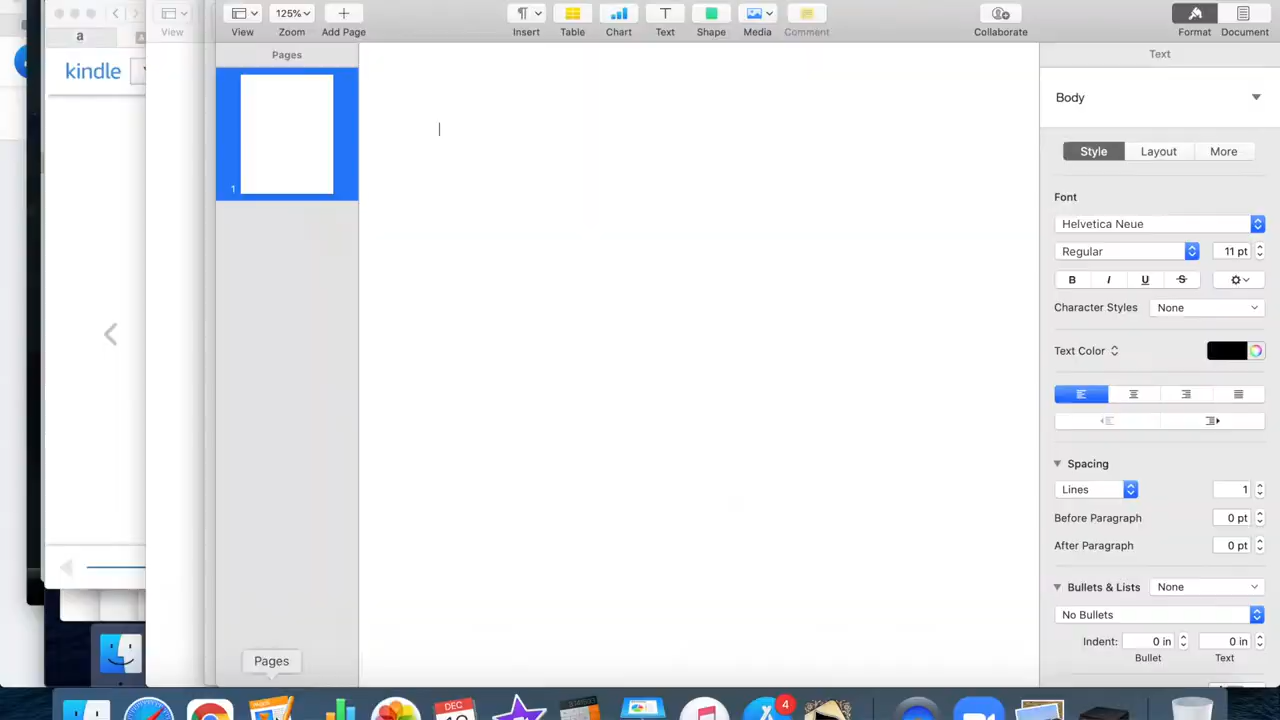 a
kindle
View
View
125%
Zoom
Add Page
Insert
Table
Chart
Text
Shape
Media
Comment
Collaborate
Format
Document
Pages
1
Text
Body
Style
Layout
More
Font
Helvetica Neue
Regular
11 pt
B
I
U
S
Character Styles
None
Text Color
Spacing
Lines
1
Before Paragraph
0 pt
After Paragraph
0 pt
Bullets & Lists
None
No Bullets
Indent:
0 in
0 in
Bullet
Text
Pages
PAGES
DEC
4